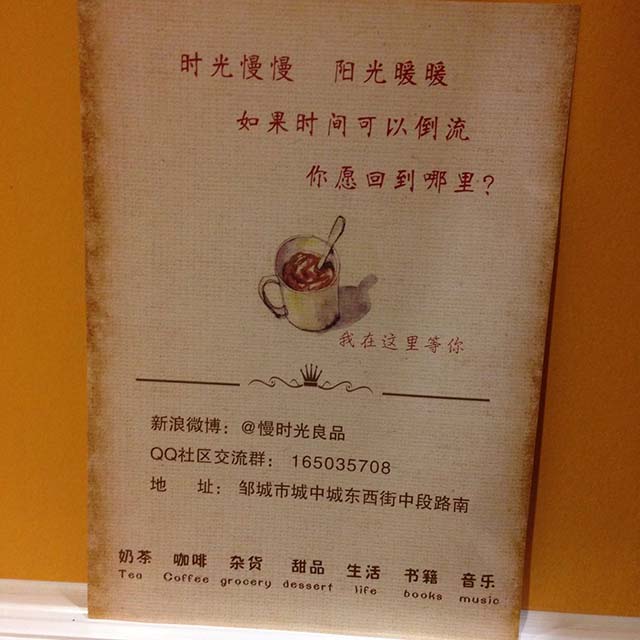 时光慢慢 阳光暖暖
如果时间可以倒流
你愿回到哪里?
我在这里等你
新浪微博：@慢时光良品
QQ社区交流群：165035708
地 址：邹城市城中城东西街中段路南
奶茶 咖啡 杂货 甜品 生活 书籍 音乐
Tea Coffee grocery dessert life books music